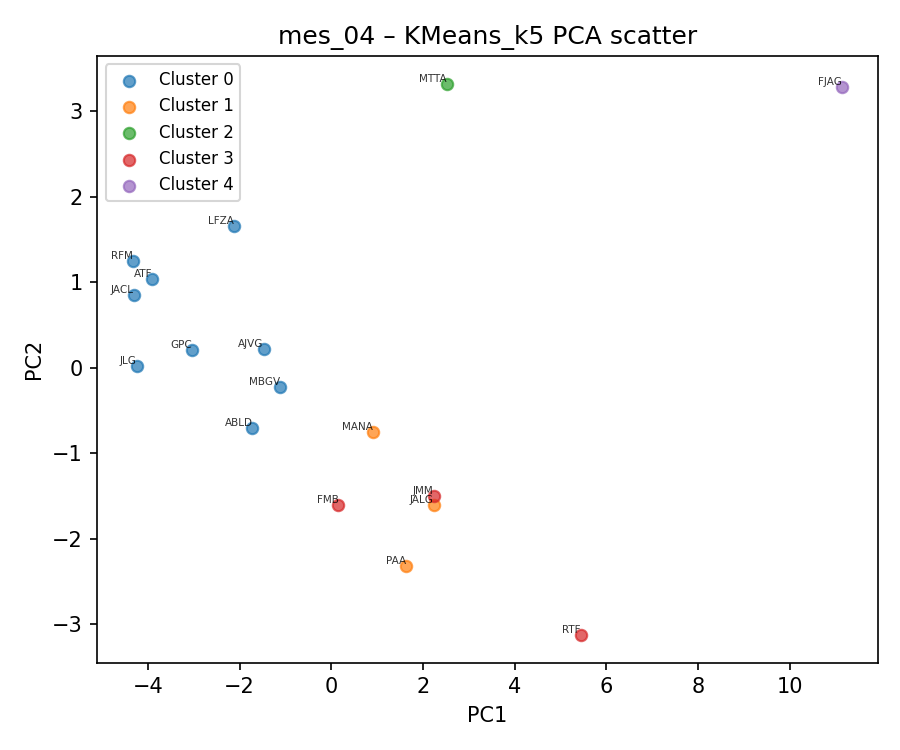 mes_04 – KMeans_k5 PCA scatter
Cluster 0
Cluster 1
Cluster 2
Cluster 3
Cluster 4
MTTA
FJAG
LFZA
RFM
ATF
JACL
JLG
GPC
AJVG
MBGV
ABLD
MANA
FMB
JMM
JALG
PAA
RTF
3
2
1
0
−1
−2
−3
PC2
−4 −2 0 2 4 6 8 10
PC1